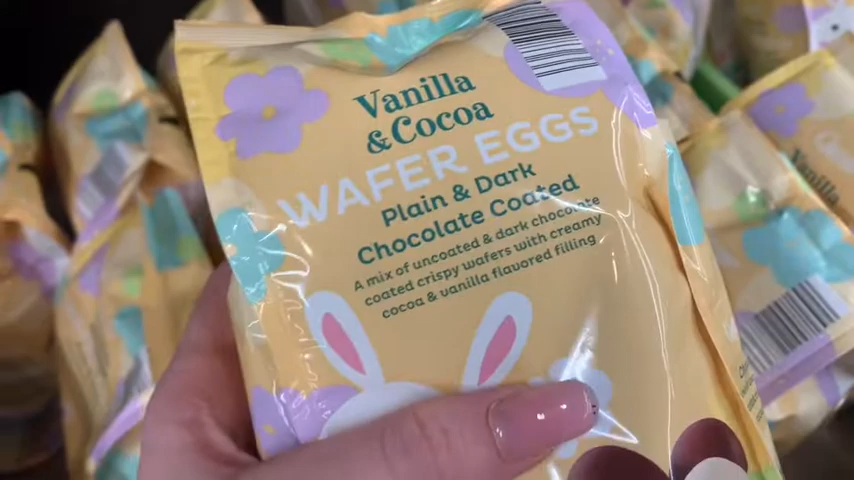 Vanilla
& Cocoa
WAFER EGGS
Plain & Dark
Chocolate Coated
A mix of uncoated & dark chocolate
coated crispy wafers with creamy
cocoa & vanilla flavored filling
Vanilla